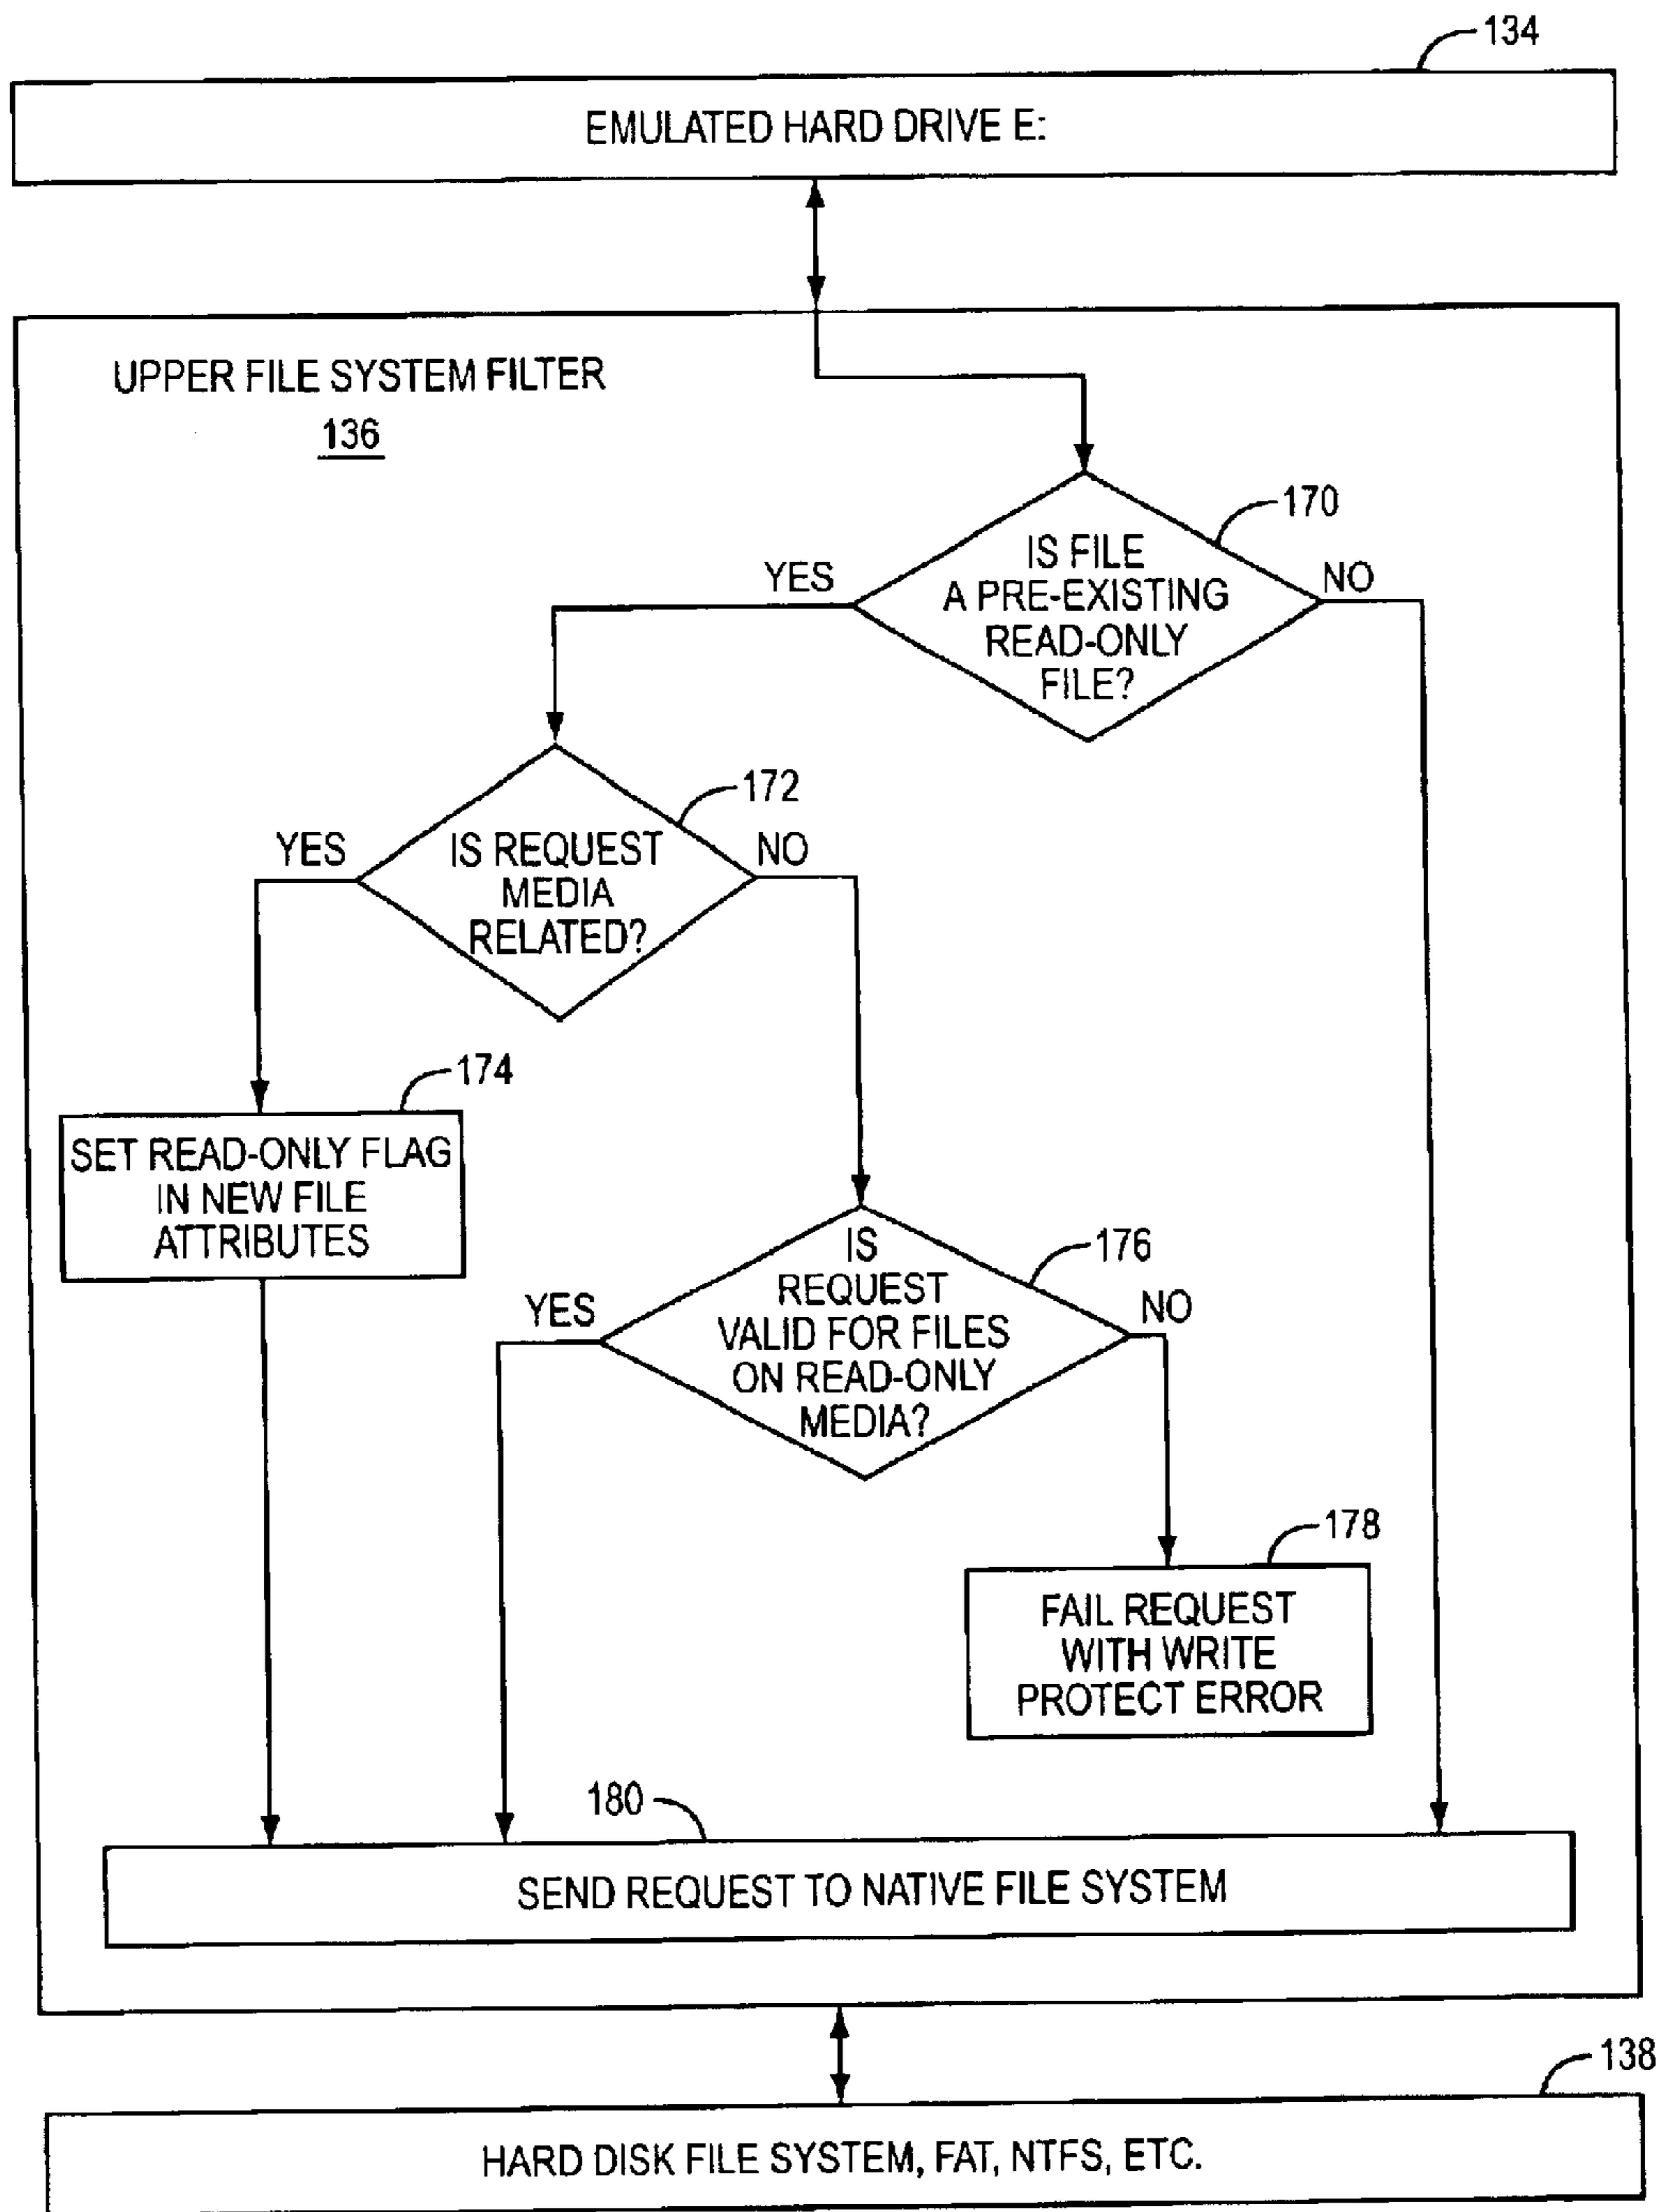 134
EMULATED HARD DRIVE E:
UPPER FILE SYSTEM FILTER
136
170
IS FILE
A PRE-EXISTING
READ-ONLY
FILE?
YES
NO
172
IS REQUEST
MEDIA
RELATED?
YES
NO
174
SET READ-ONLY FLAG
IN NEW FILE
ATTRIBUTES
176
IS
REQUEST
VALID FOR FILES
ON READ-ONLY
MEDIA?
YES
NO
178
FAIL REQUEST
WITH WRITE
PROTECT ERROR
180
SEND REQUEST TO NATIVE FILE SYSTEM
138
HARD DISK FILE SYSTEM, FAT, NTFS, ETC.